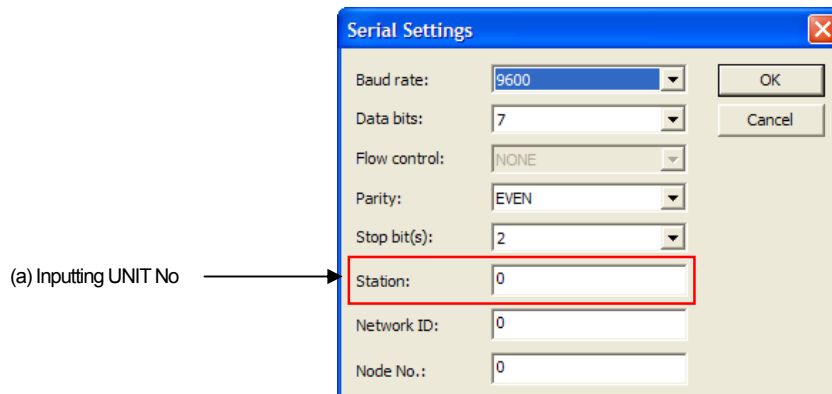 Serial Settings
Baud rate: 9600 OK
Data bits: 7 Cancel
Flow control: NONE
Parity: EVEN
Stop bit(s): 2
(a) Inputting UNIT No Station: 0
Network ID: 0
Node No.: 0